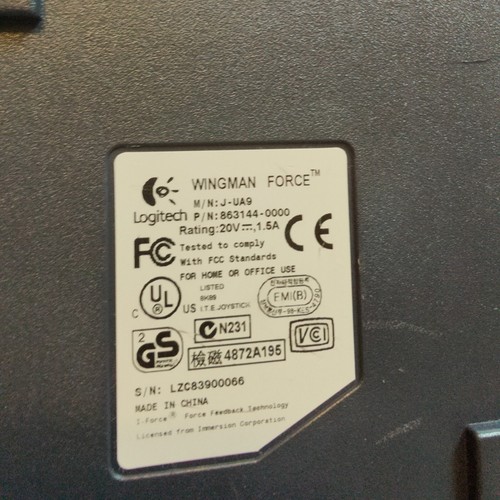 WINGMAN FORCE™
M/N:J-UA9
Logitech P/N:863144-0000
Rating:20V⎓,1.5A
CE
FC Tested to comply
With FCC Standards
FOR HOME OR OFFICE USE
C UL ® US
LISTED
6K89
I.T.E.JOYSTICK
EMI(B)
N231
2 GS
檢磁 4872A195
VCI
S/N: LZC83900066
MADE IN CHINA
I-Force® Force Feedback Technology
Licensed from Immersion Corporation